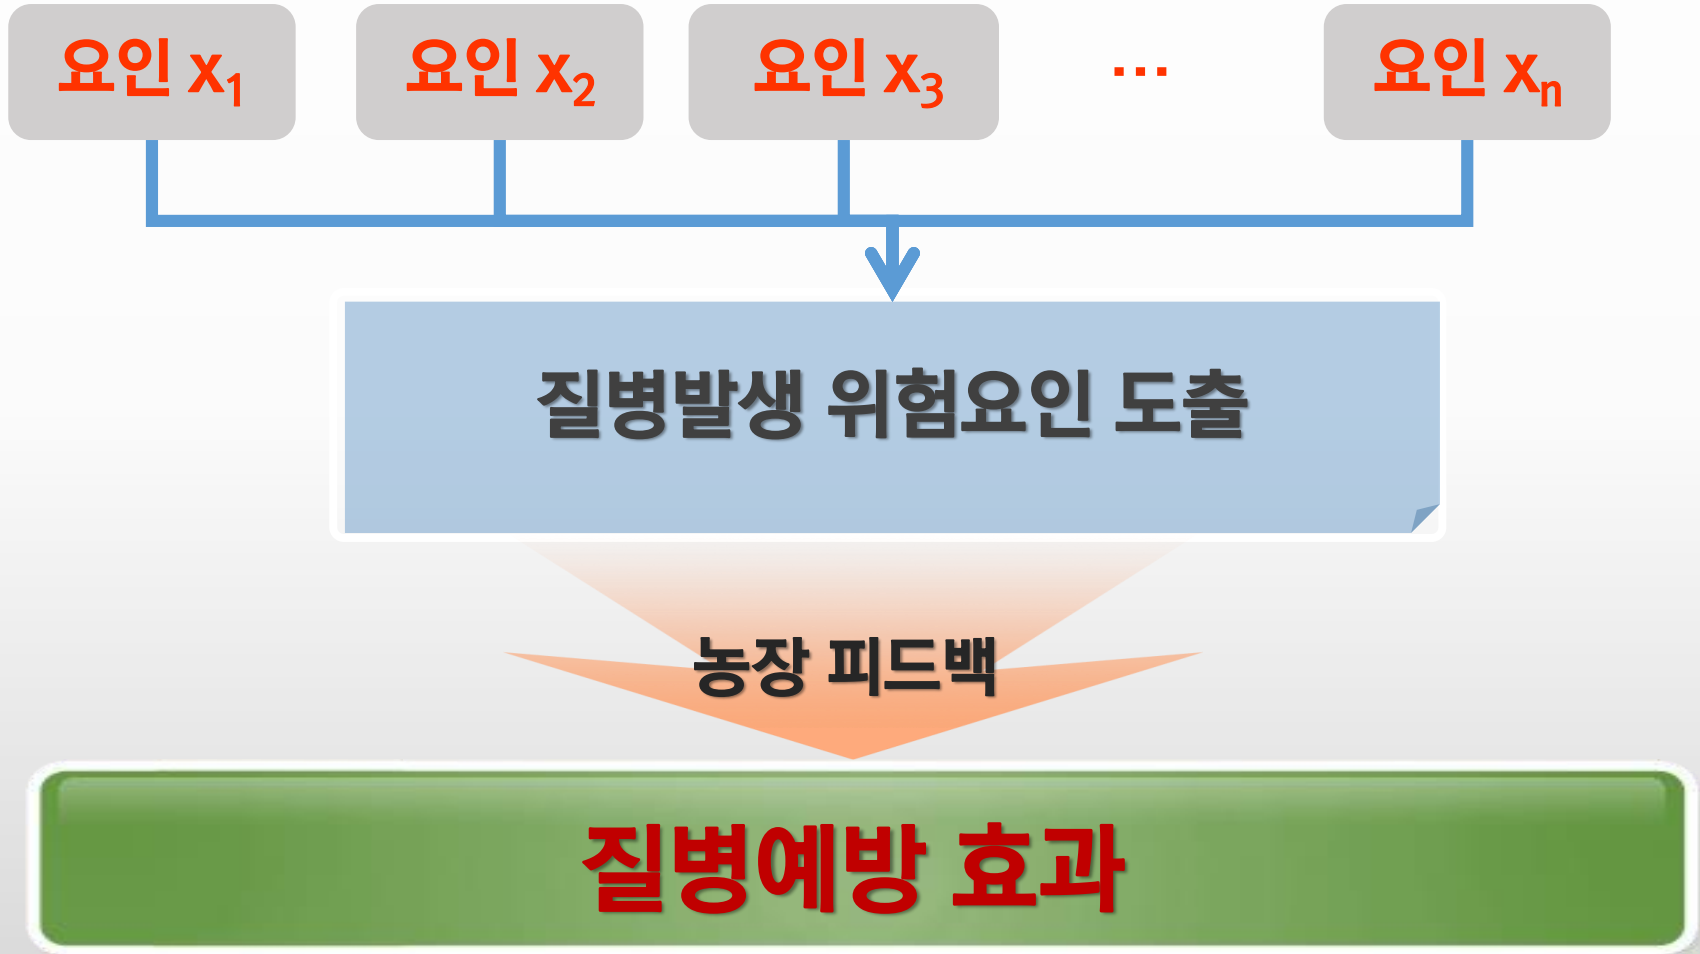 요인 x₁ 요인 x₂ 요인 x₃ ... 요인 xₙ
질병발생 위험요인 도출
농장 피드백
질병예방 효과